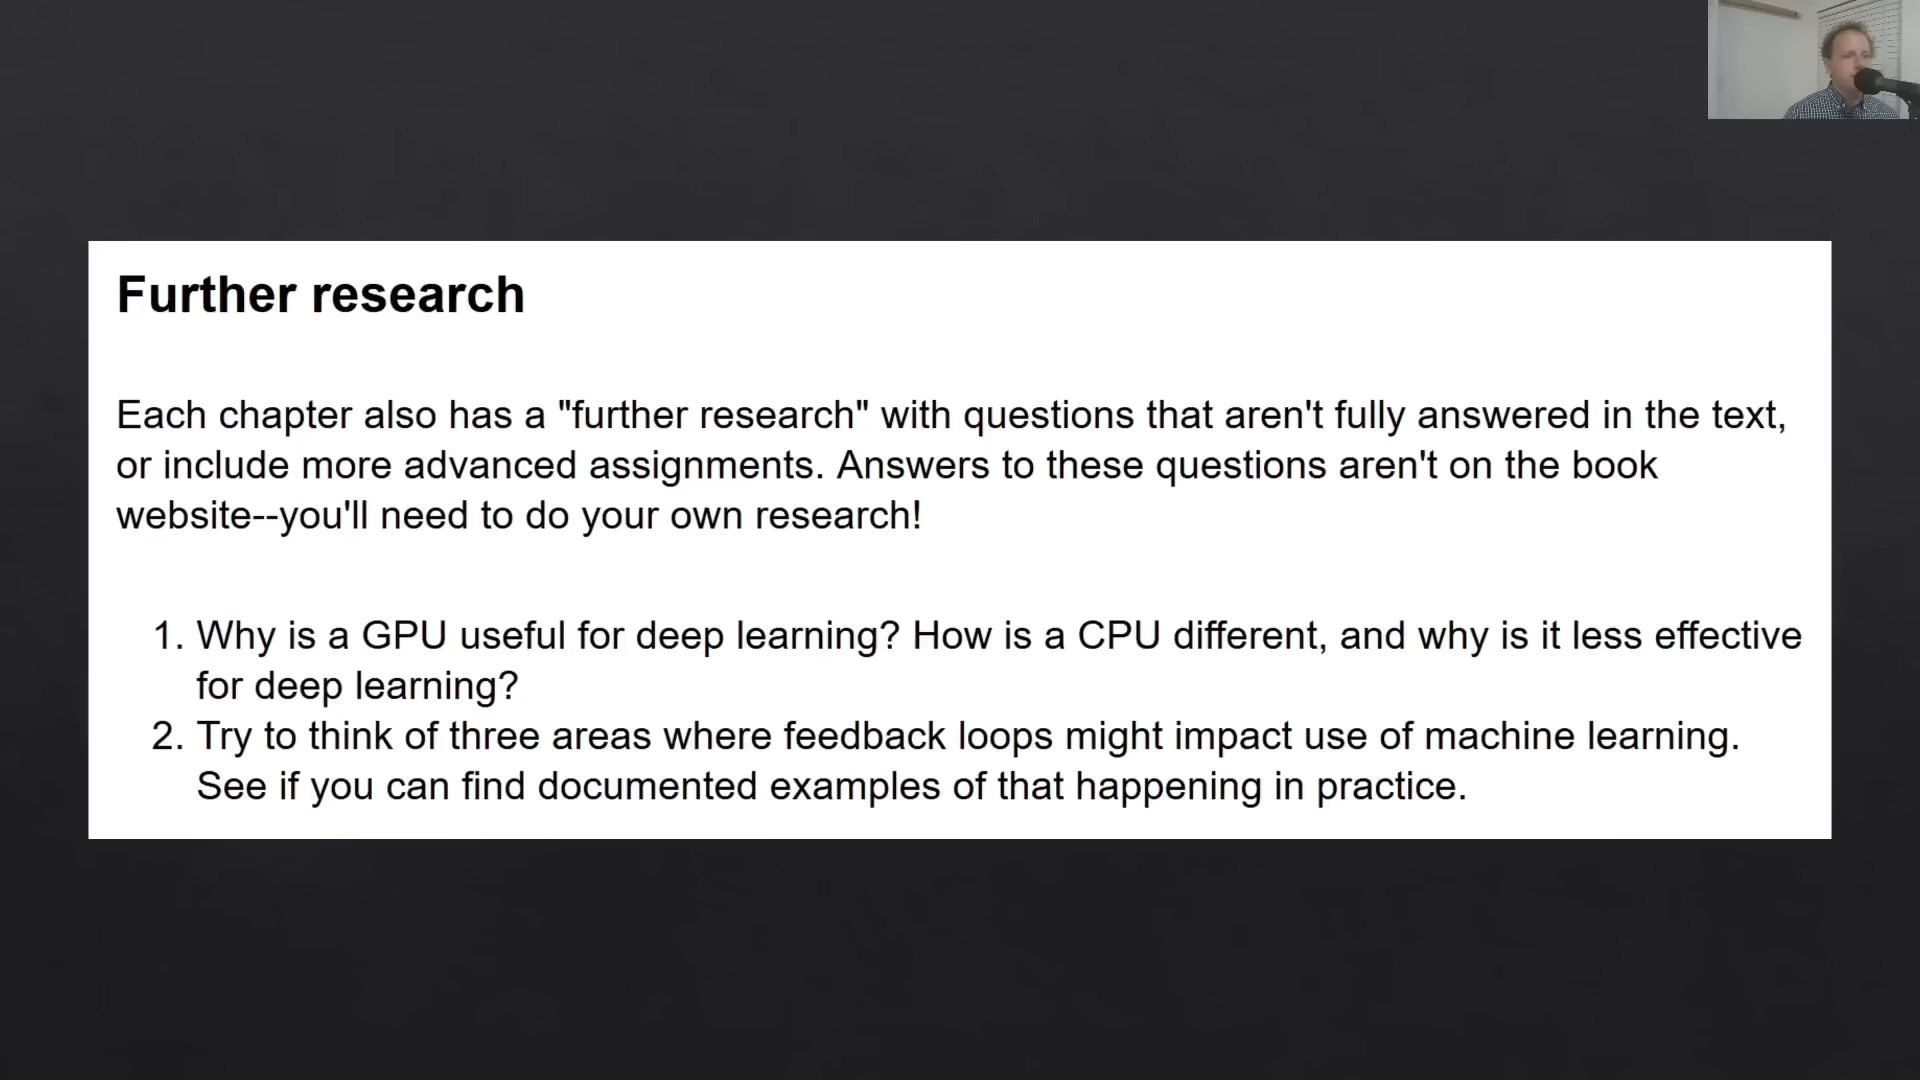 Further research
Each chapter also has a "further research" with questions that aren't fully answered in the text,
or include more advanced assignments. Answers to these questions aren't on the book
website--you'll need to do your own research!
1. Why is a GPU useful for deep learning? How is a CPU different, and why is it less effective
for deep learning?
2. Try to think of three areas where feedback loops might impact use of machine learning.
See if you can find documented examples of that happening in practice.